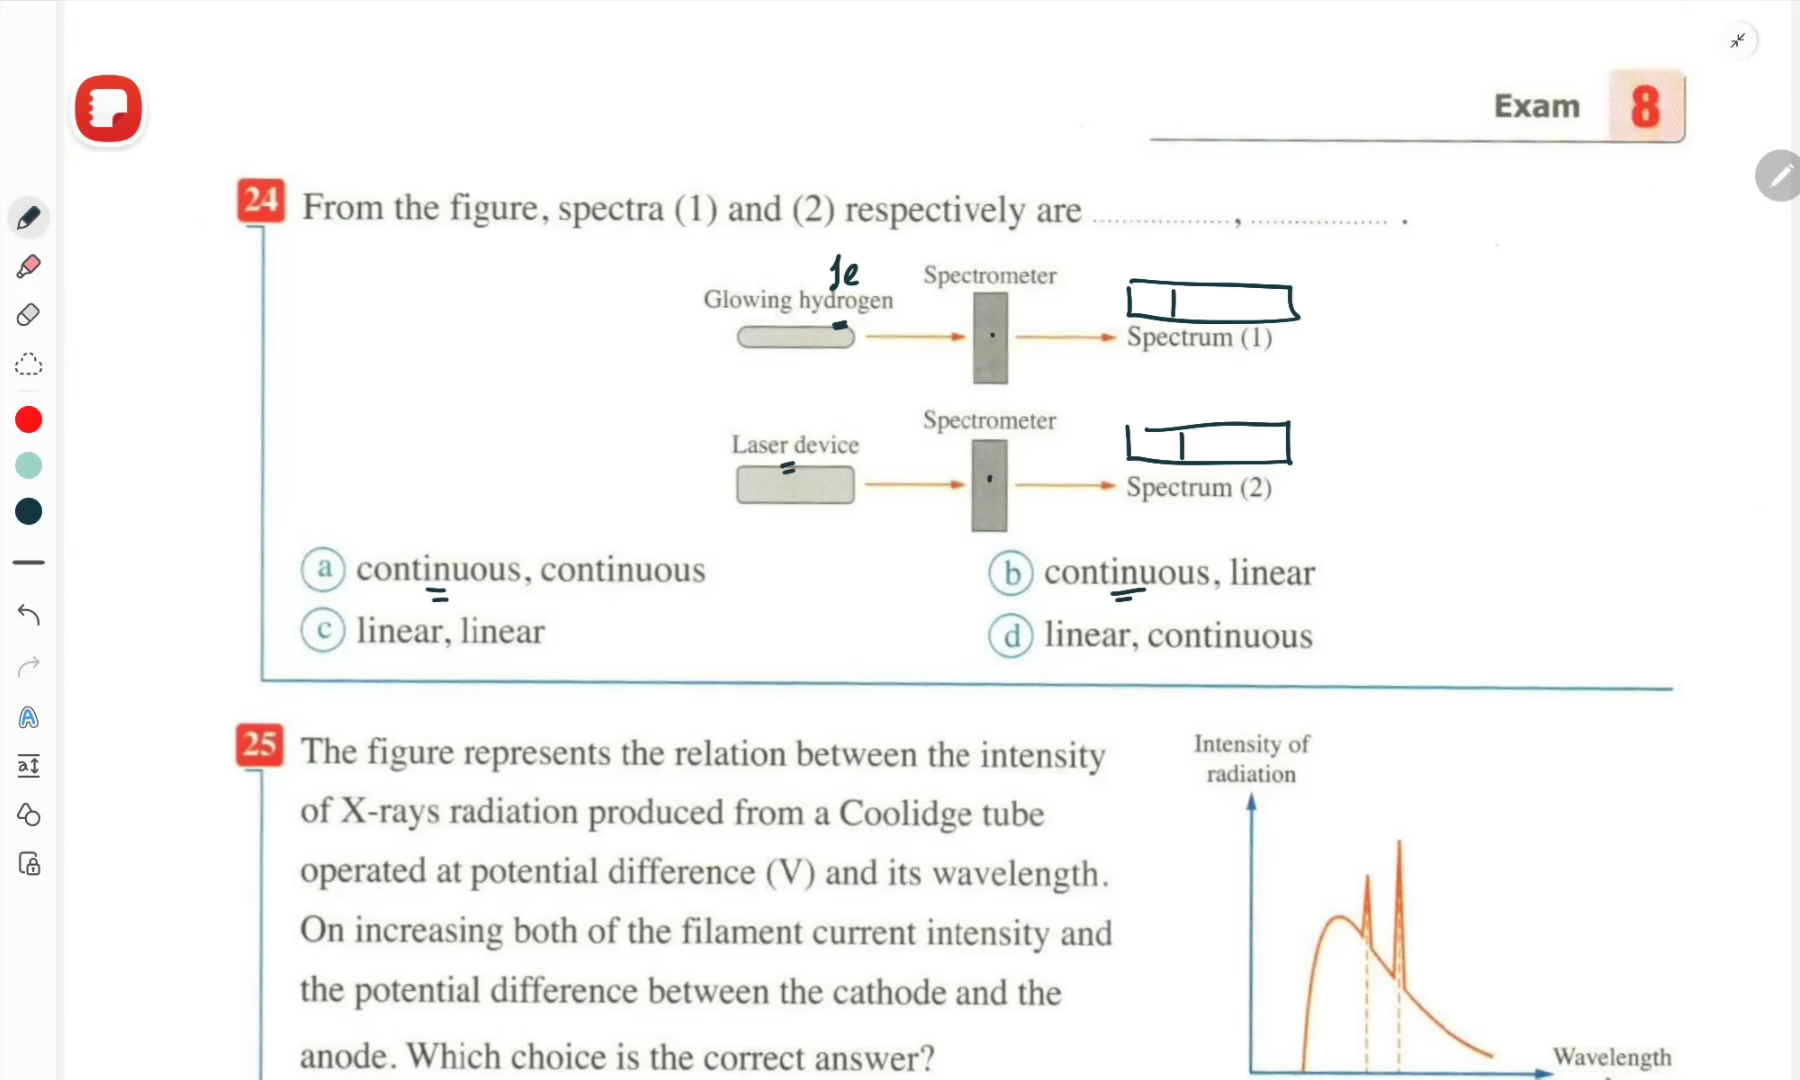 Exam 8
24 From the figure, spectra (1) and (2) respectively are .................. , .................. .
1e
Glowing hydrogen
Spectrometer
Spectrum (1)
Laser device
Spectrometer
Spectrum (2)
a continuous, continuous
b continuous, linear
c linear, linear
d linear, continuous
25 The figure represents the relation between the intensity
of X-rays radiation produced from a Coolidge tube
operated at potential difference (V) and its wavelength.
On increasing both of the filament current intensity and
the potential difference between the cathode and the
anode. Which choice is the correct answer?
Intensity of
radiation
Wavelength